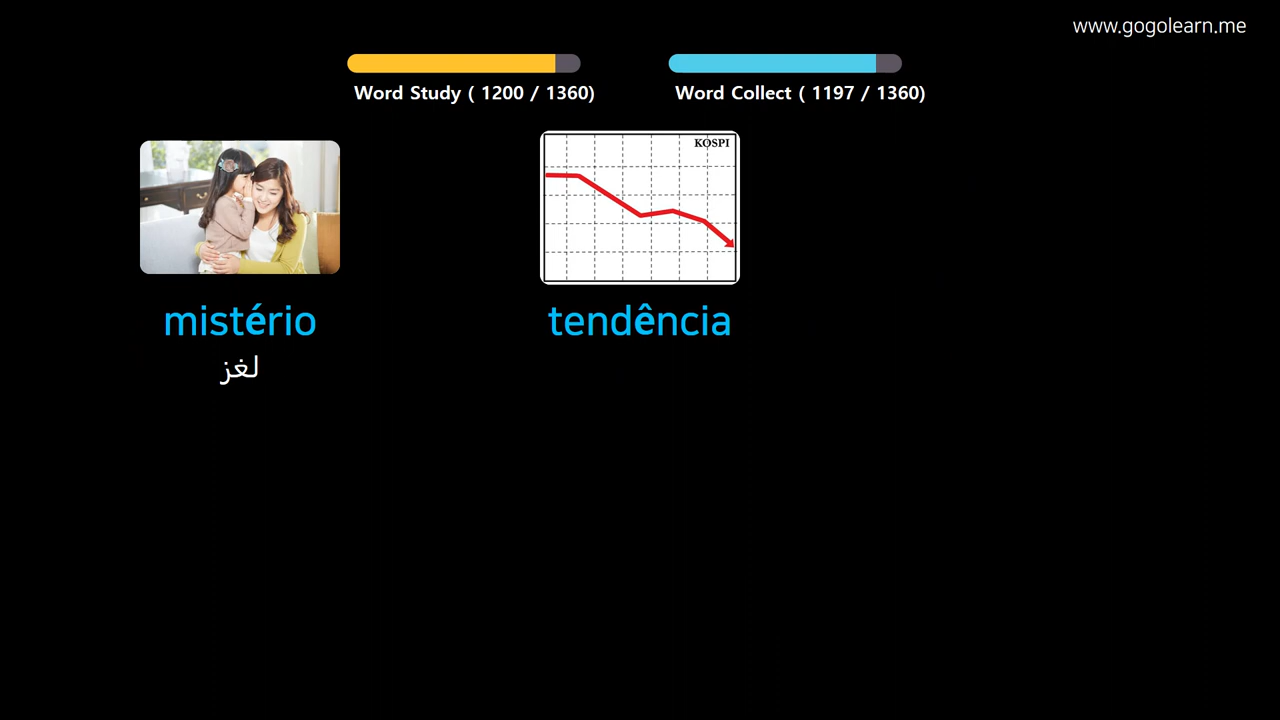 www.gogolearn.me
Word Study ( 1200 / 1360)
Word Collect ( 1197 / 1360)
KOSPI
mistério
tendência
لغز